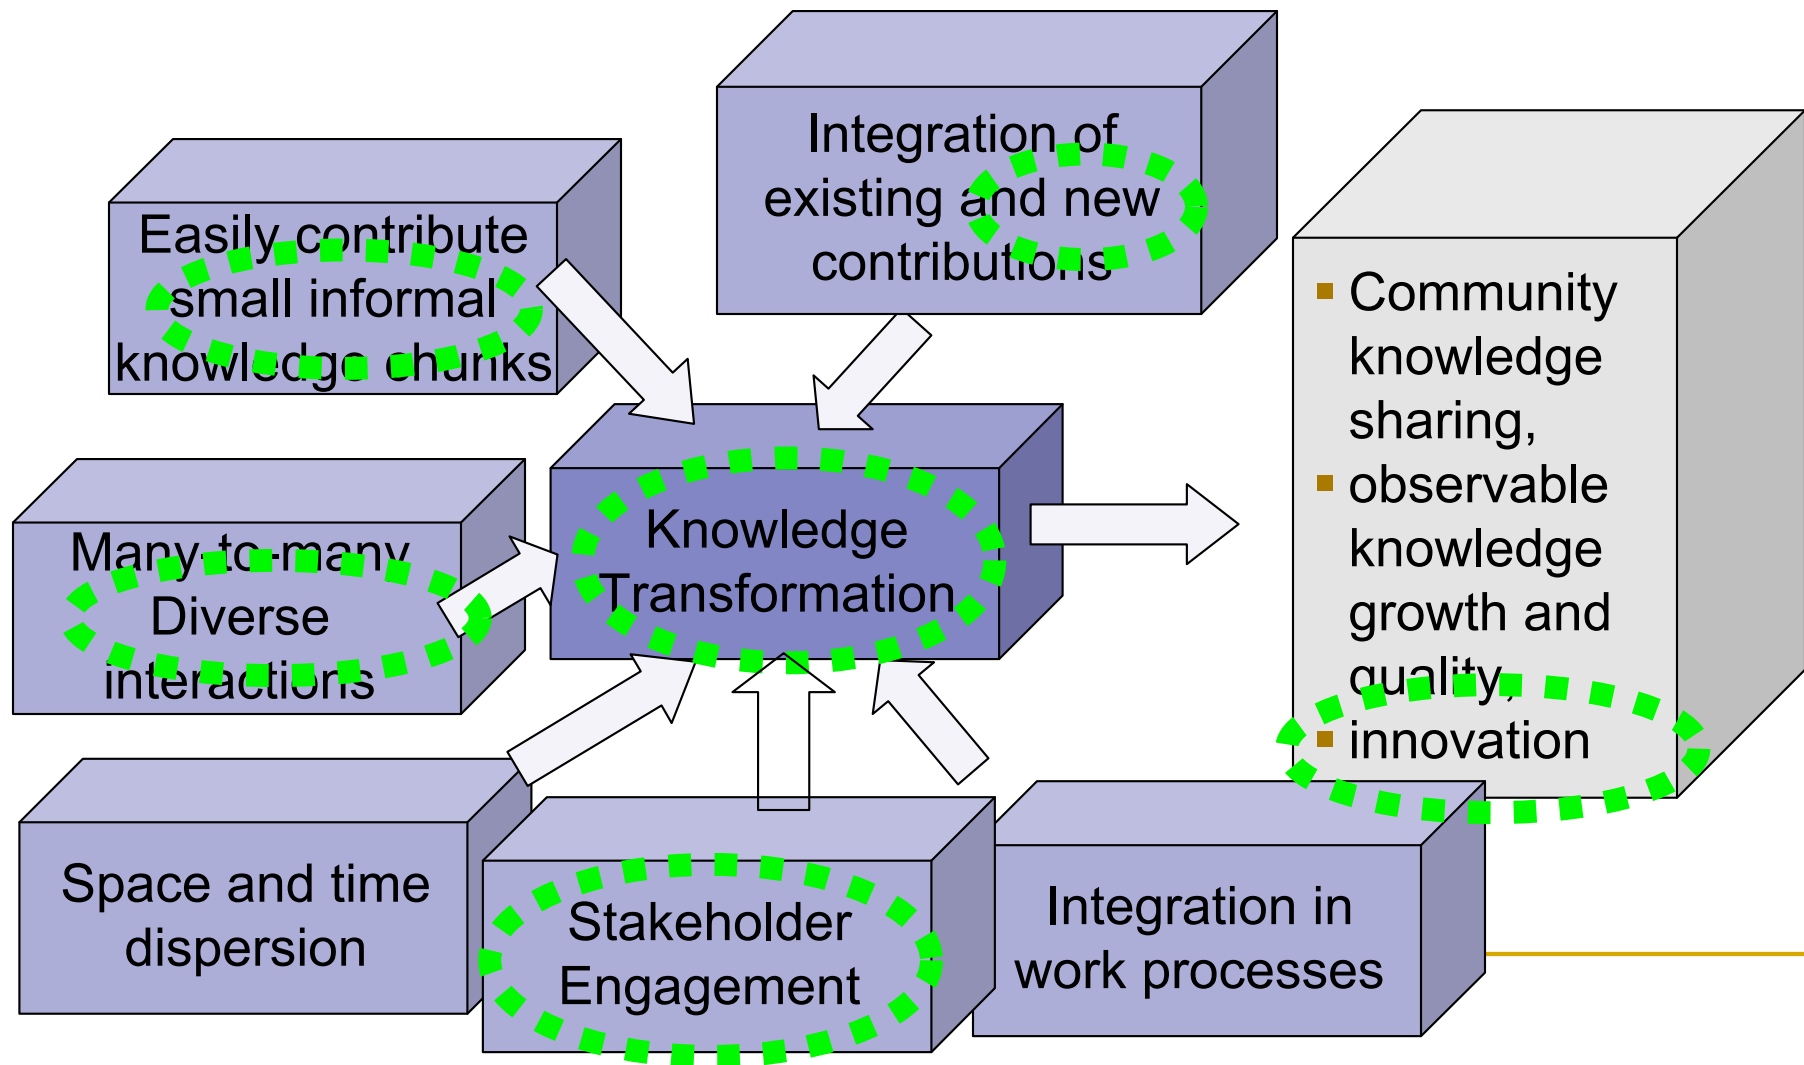 Easily contribute
small informal
knowledge chunks
Integration of
existing and new
contributions
Many-to-many
Diverse
interactions
Knowledge
Transformation
Space and time
dispersion
Stakeholder
Engagement
Integration in
work processes
Community
knowledge
sharing,
observable
knowledge
growth and
quality,
innovation